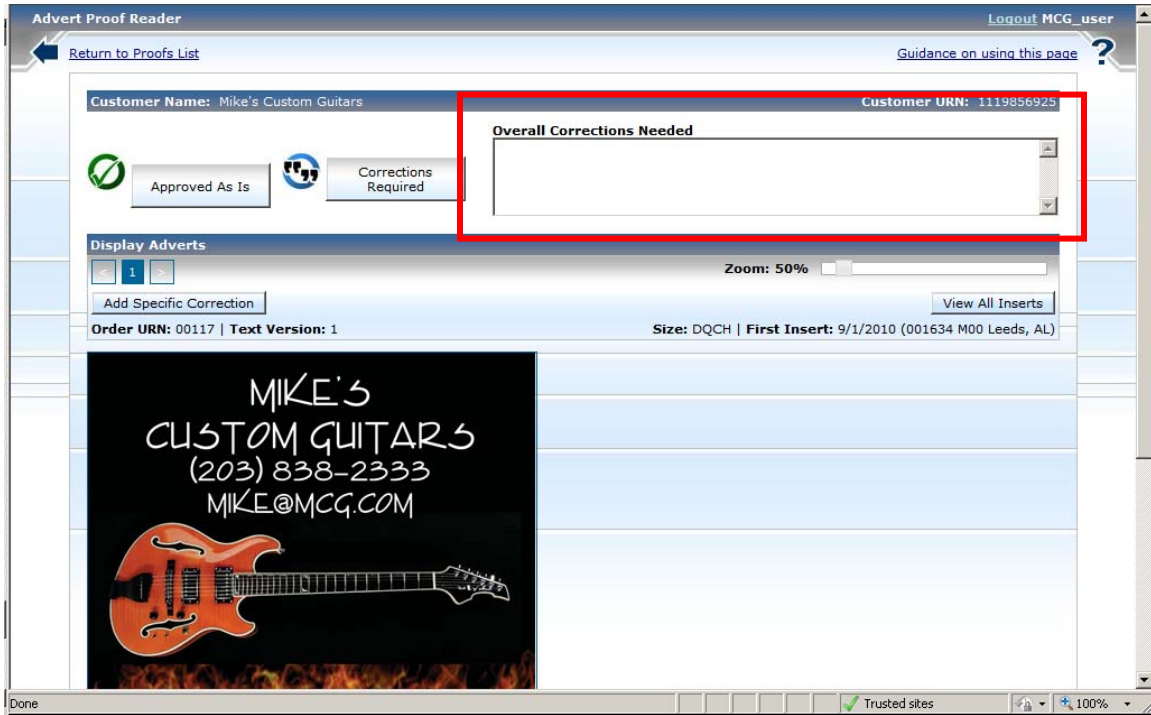 Advert Proof Reader Logout MCG_user
Return to Proofs List Guidance on using this page ?
Customer Name: Mike's Custom Guitars Customer URN: 1119856925
Overall Corrections Needed
Approved As Is
Corrections
Required
Display Adverts
< 1 > Zoom: 50%
Add Specific Correction View All Inserts
Order URN: 00117 | Text Version: 1 Size: DQCH | First Insert: 9/1/2010 (001634 M00 Leeds, AL)
MIKE'S
CUSTOM GUITARS
(203) 838-2333
MIKE@MCG.COM
Done Trusted sites 100%